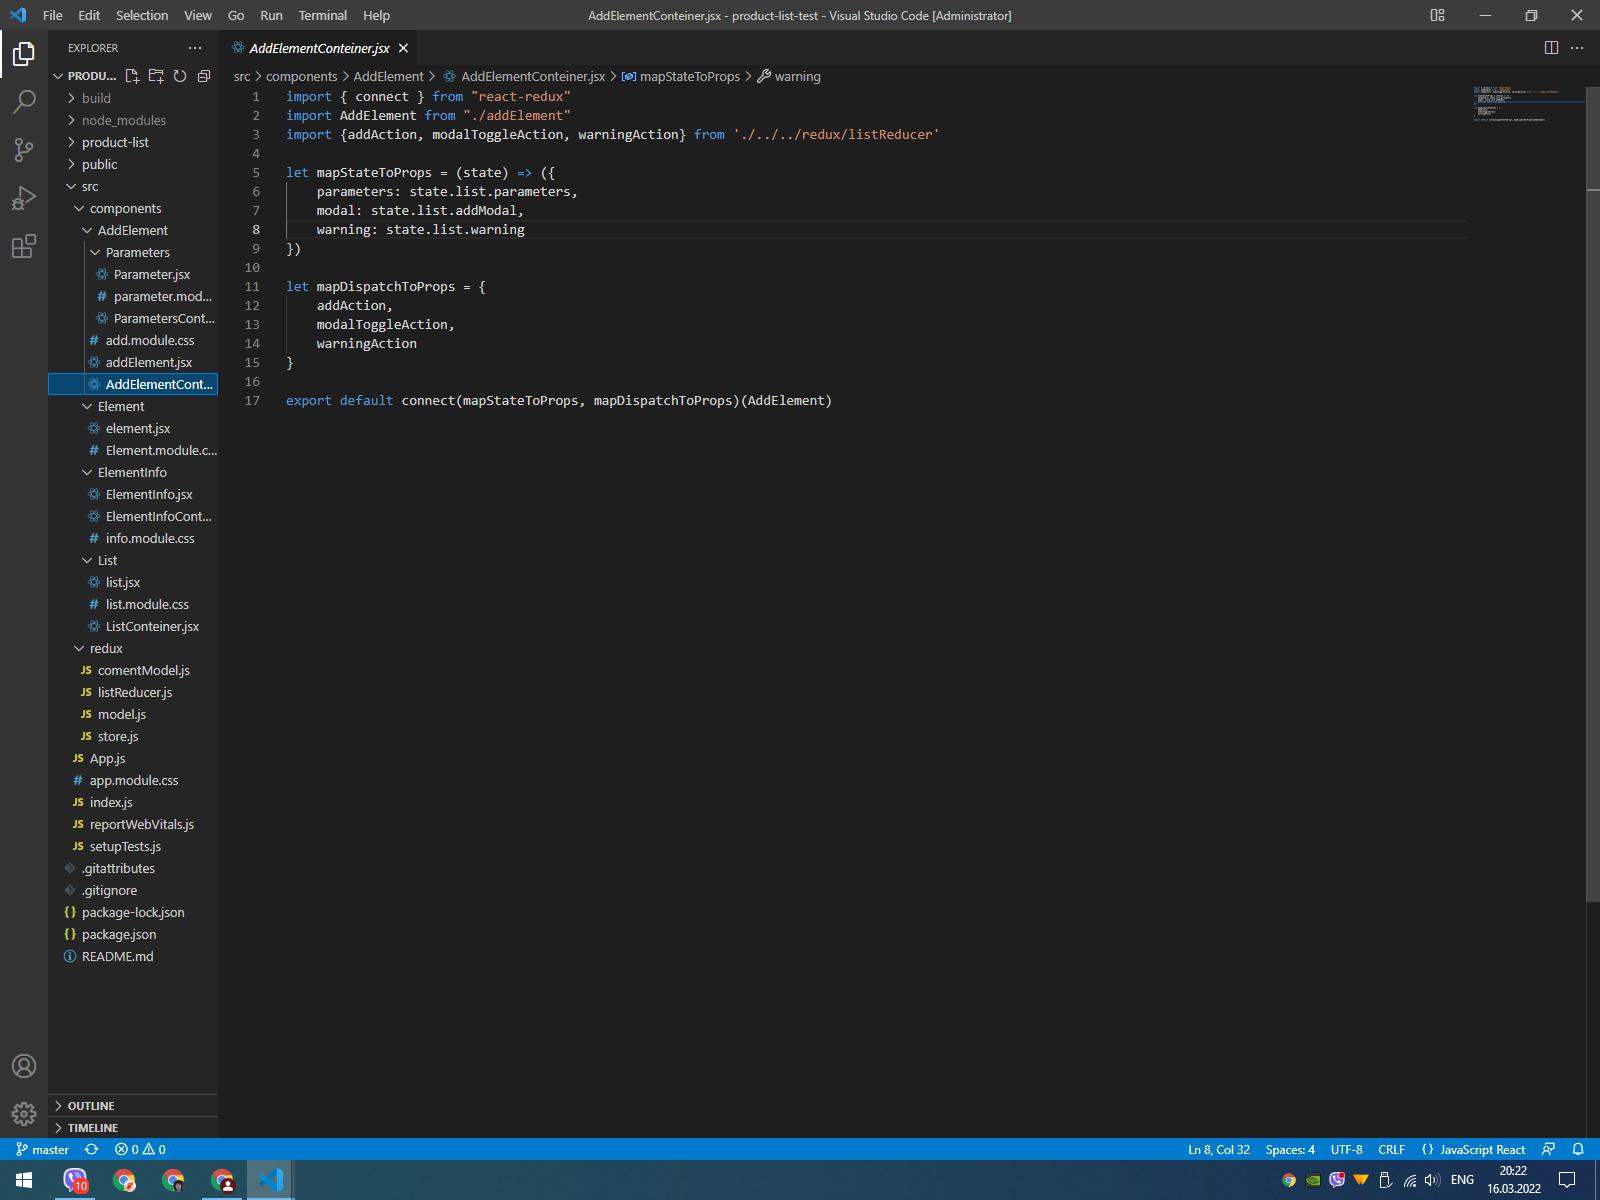 File Edit Selection View Go Run Terminal Help
AddElementConteiner.jsx - product-list-test - Visual Studio Code [Administrator]
EXPLORER
PRODU...
build
node_modules
product-list
public
src
components
AddElement
Parameters
Parameter.jsx
# parameter.mod...
ParametersCont...
# add.module.css
addElement.jsx
AddElementCont...
Element
element.jsx
# Element.module.c...
ElementInfo
ElementInfo.jsx
ElementInfoCont...
# info.module.css
List
list.jsx
# list.module.css
ListConteiner.jsx
redux
JS comentModel.js
JS listReducer.js
JS model.js
JS store.js
JS App.js
# app.module.css
JS index.js
JS reportWebVitals.js
JS setupTests.js
.gitattributes
.gitignore
{} package-lock.json
{} package.json
README.md
OUTLINE
TIMELINE
AddElementConteiner.jsx
src > components > AddElement > AddElementConteiner.jsx > mapStateToProps > warning
1 import { connect } from "react-redux"
2 import AddElement from "./addElement"
3 import {addAction, modalToggleAction, warningAction} from './../../redux/listReducer'
4
5 let mapStateToProps = (state) => ({
6 parameters: state.list.parameters,
7 modal: state.list.addModal,
8 warning: state.list.warning
9 })
10
11 let mapDispatchToProps = {
12 addAction,
13 modalToggleAction,
14 warningAction
15 }
16
17 export default connect(mapStateToProps, mapDispatchToProps)(AddElement)
master 0 0
Ln 8, Col 32 Spaces: 4 UTF-8 CRLF {} JavaScript React
10
ENG
20:22
16.03.2022